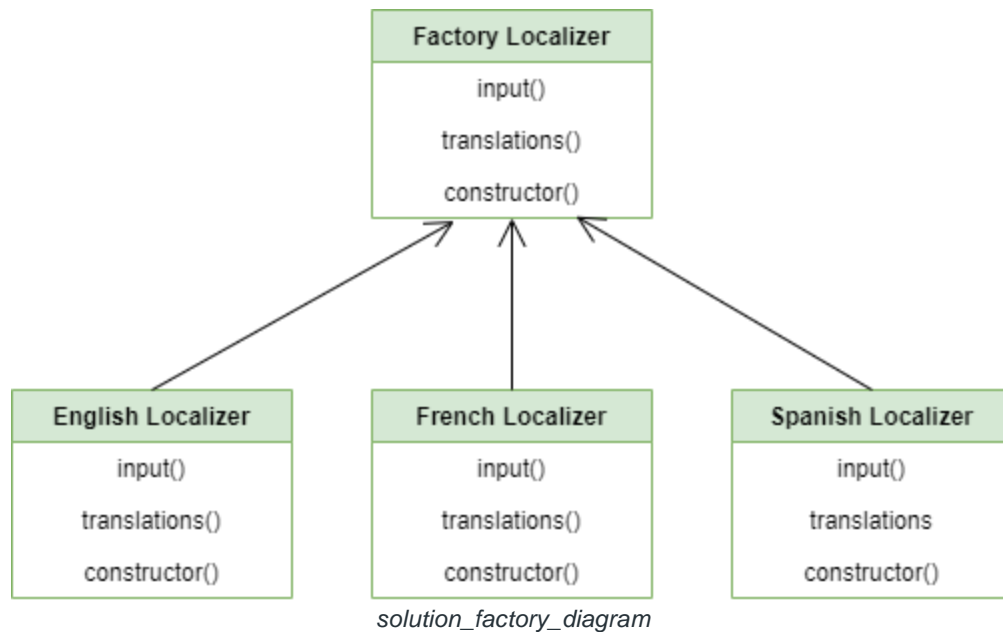 Factory Localizer
input()
translations()
constructor()
English Localizer
input()
translations()
constructor()
French Localizer
input()
translations()
constructor()
Spanish Localizer
input()
translations
constructor()
solution_factory_diagram